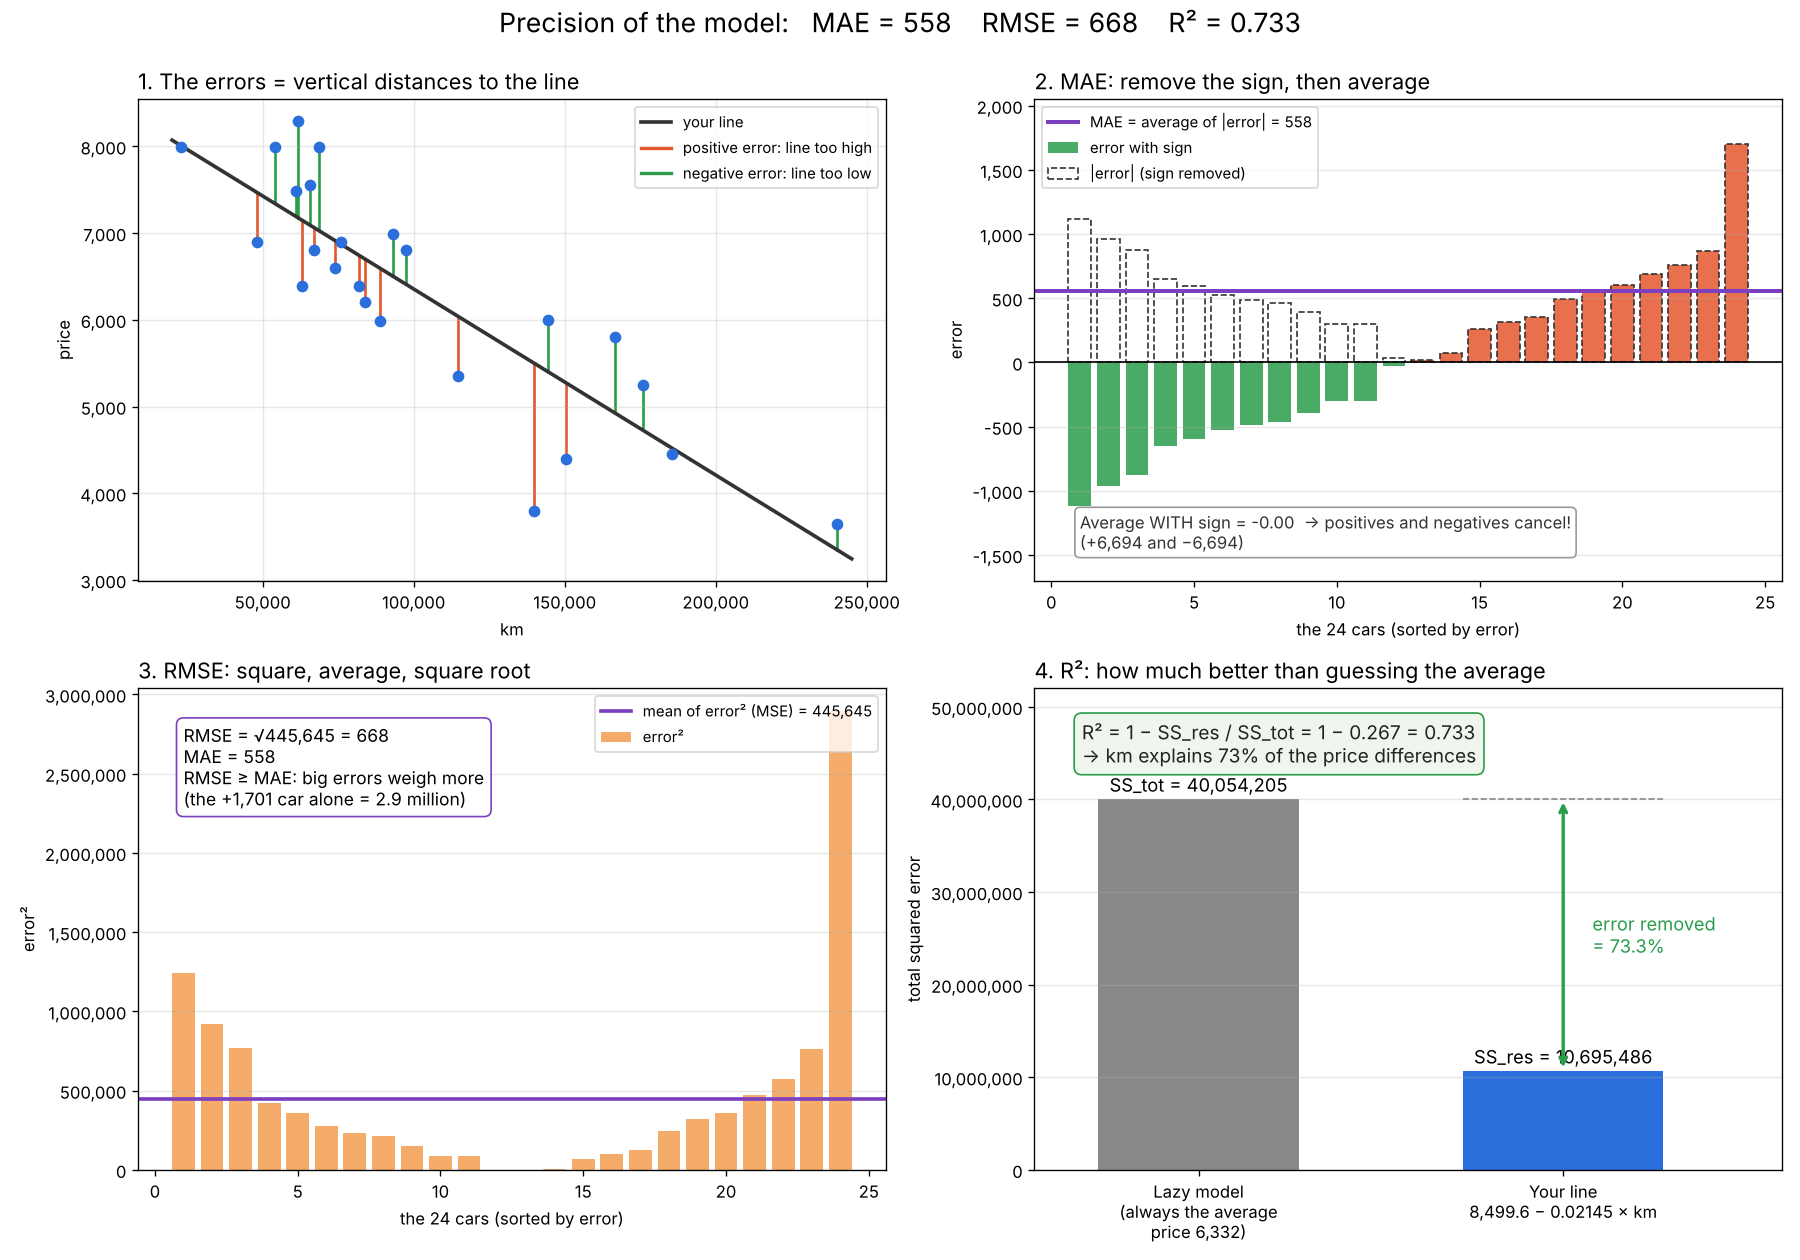 Precision of the model:   MAE = 558    RMSE = 668    R² = 0.733
1. The errors = vertical distances to the line
your line
positive error: line too high
negative error: line too low
price
8,000
7,000
6,000
5,000
4,000
3,000
50,000
100,000
150,000
200,000
250,000
km
2. MAE: remove the sign, then average
MAE = average of |error| = 558
error with sign
|error| (sign removed)
error
2,000
1,500
1,000
500
0
-500
-1,000
-1,500
Average WITH sign = -0.00  → positives and negatives cancel!
(+6,694 and −6,694)
0
5
10
15
20
25
the 24 cars (sorted by error)
3. RMSE: square, average, square root
mean of error² (MSE) = 445,645
error²
RMSE = √445,645 = 668
MAE = 558
RMSE ≥ MAE: big errors weigh more
(the +1,701 car alone = 2.9 million)
error²
3,000,000
2,500,000
2,000,000
1,500,000
1,000,000
500,000
0
0
5
10
15
20
25
the 24 cars (sorted by error)
4. R²: how much better than guessing the average
R² = 1 − SS_res / SS_tot = 1 − 0.267 = 0.733
→ km explains 73% of the price differences
SS_tot = 40,054,205
error removed
= 73.3%
SS_res = 10,695,486
total squared error
50,000,000
40,000,000
30,000,000
20,000,000
10,000,000
0
Lazy model
(always the average
price 6,332)
Your line
8,499.6 − 0.02145 × km